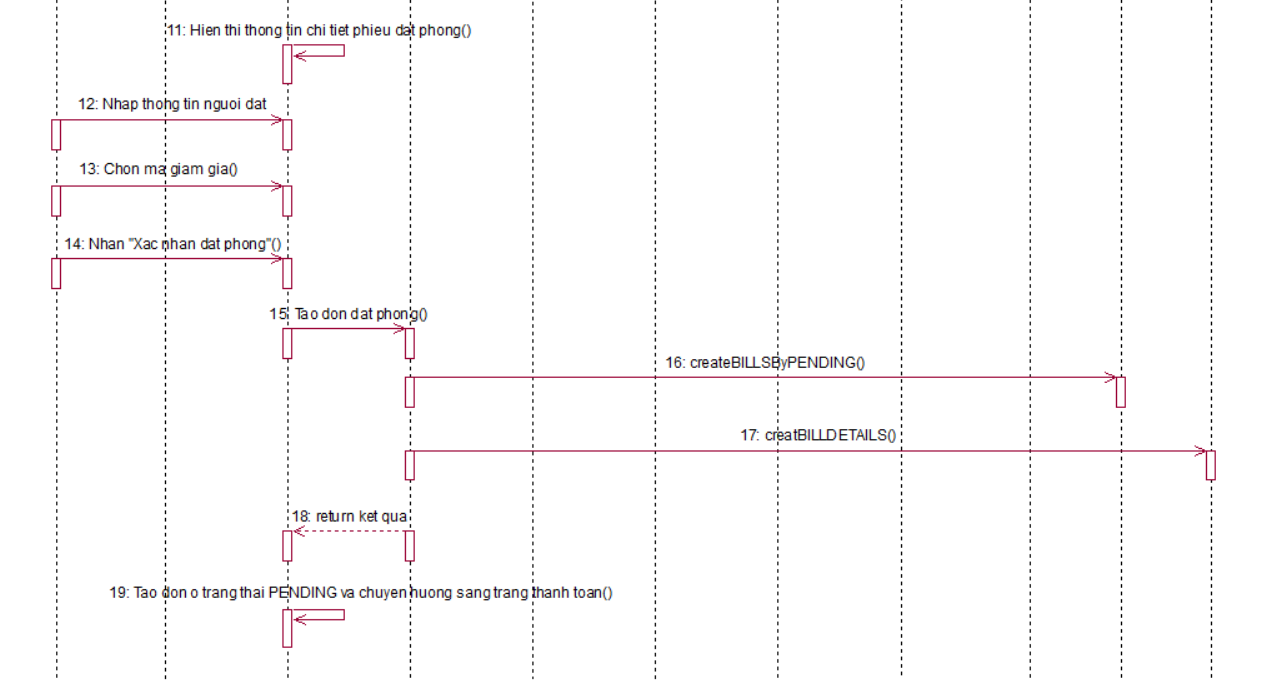 11: Hien thi thong tin chi tiet phieu dat phong()
12: Nhap thong tin nguoi dat
13: Chon ma giam gia()
14: Nhan "Xac nhan dat phong"()
15: Tao don dat phong()
16: createBILLSByPENDING()
17: creatBILLDETAILS()
18: return ket qua
19: Tao don o trang thai PENDING va chuyen huong sang trang thanh toan()